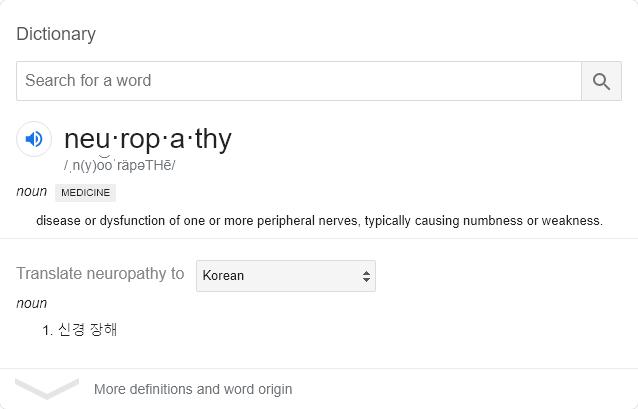 Dictionary
Search for a word
neu·rop·a·thy
/ˌn(y)o͝oˈräpəTHē/
noun MEDICINE
disease or dysfunction of one or more peripheral nerves, typically causing numbness or weakness.
Translate neuropathy to Korean
noun
1. 신경 장해
More definitions and word origin